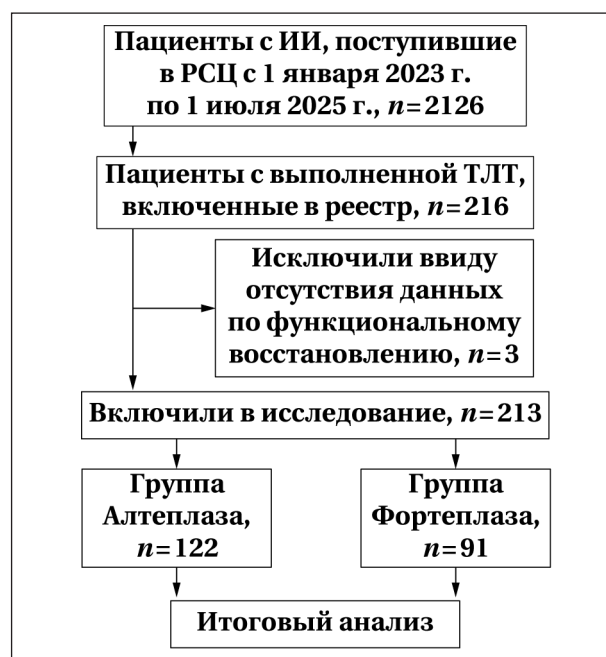 Пациенты с ИИ, поступившие
в РСЦ с 1 января 2023 г.
по 1 июля 2025 г., n=2126
Пациенты с выполненной ТЛТ,
включенные в реестр, n=216
Исключили ввиду
отсутствия данных
по функциональному
восстановлению, n=3
Включили в исследование, n=213
Группа
Алтеплаза,
n=122
Группа
Фортеплаза,
n=91
Итоговый анализ